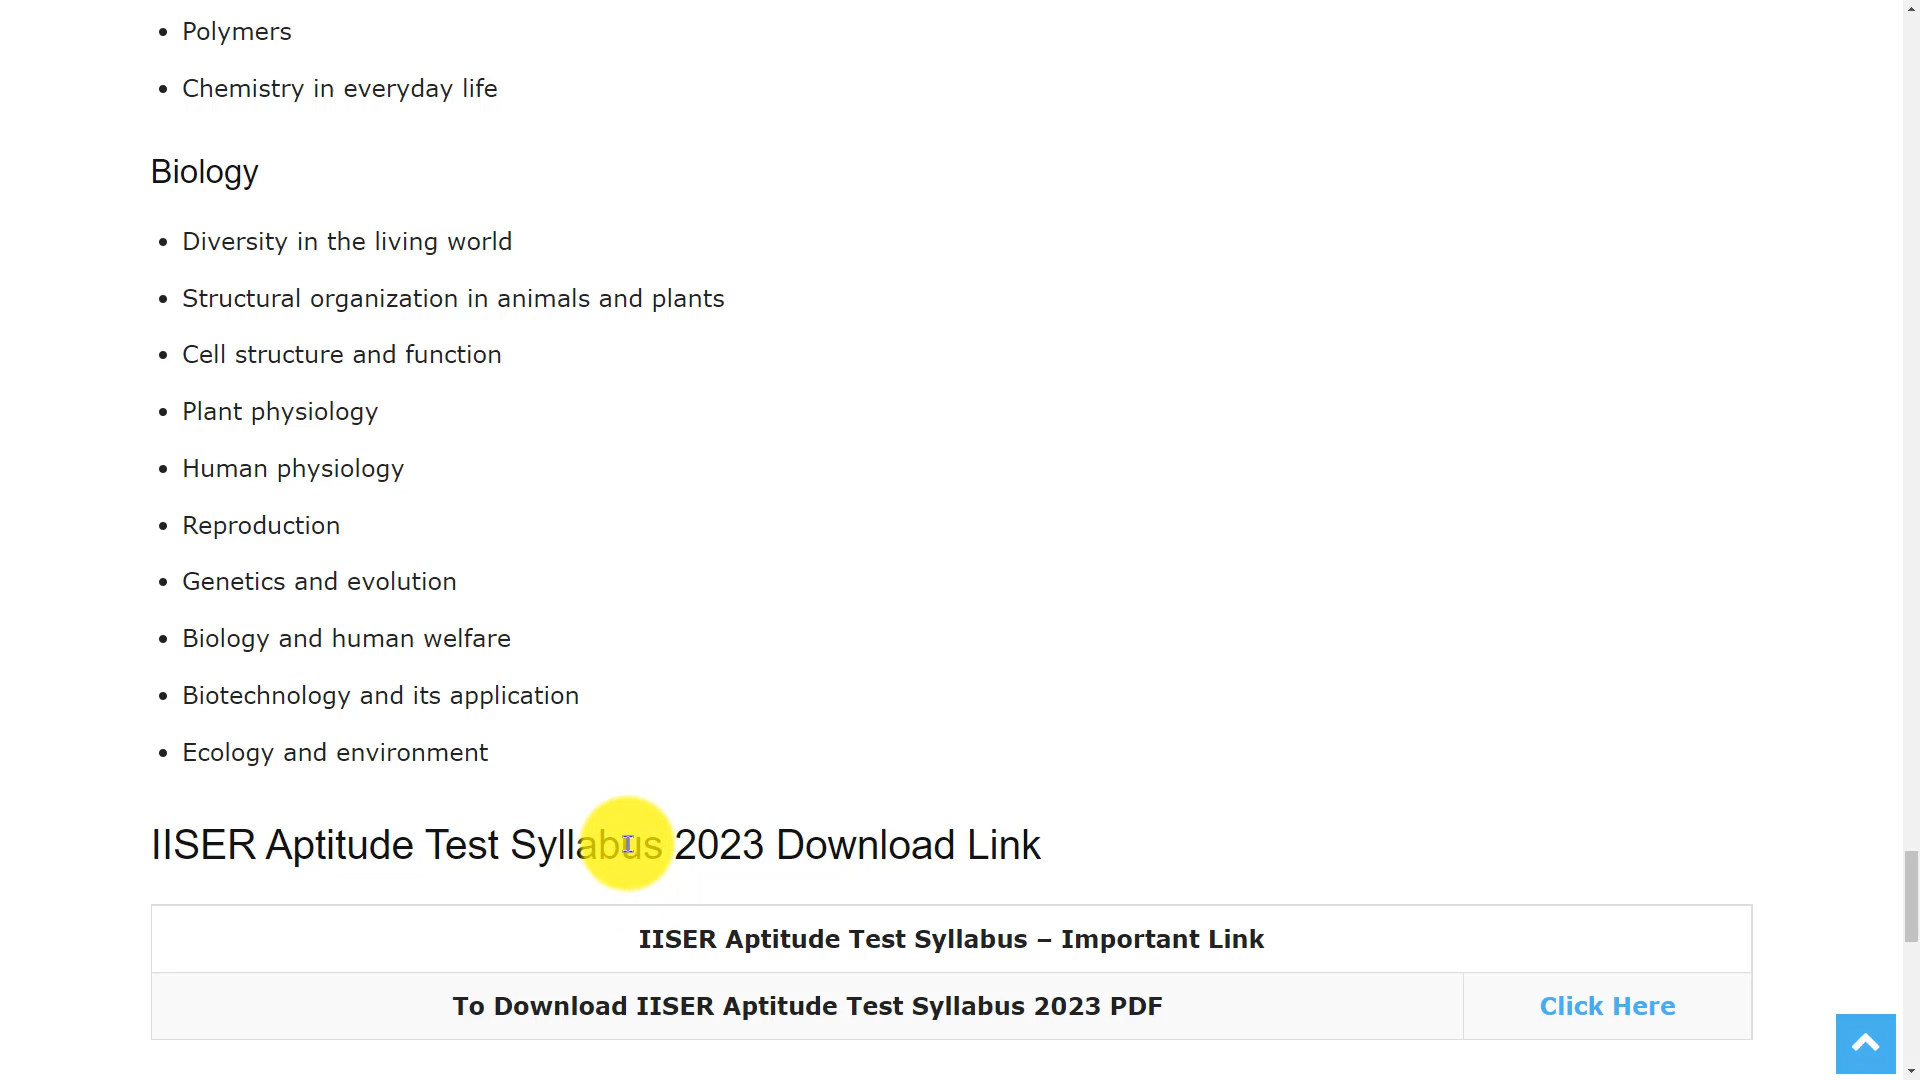 Polymers
Chemistry in everyday life
Biology
Diversity in the living world
Structural organization in animals and plants
Cell structure and function
Plant physiology
Human physiology
Reproduction
Genetics and evolution
Biology and human welfare
Biotechnology and its application
Ecology and environment
IISER Aptitude Test Syllabus 2023 Download Link
IISER Aptitude Test Syllabus – Important Link
To Download IISER Aptitude Test Syllabus 2023 PDF Click Here